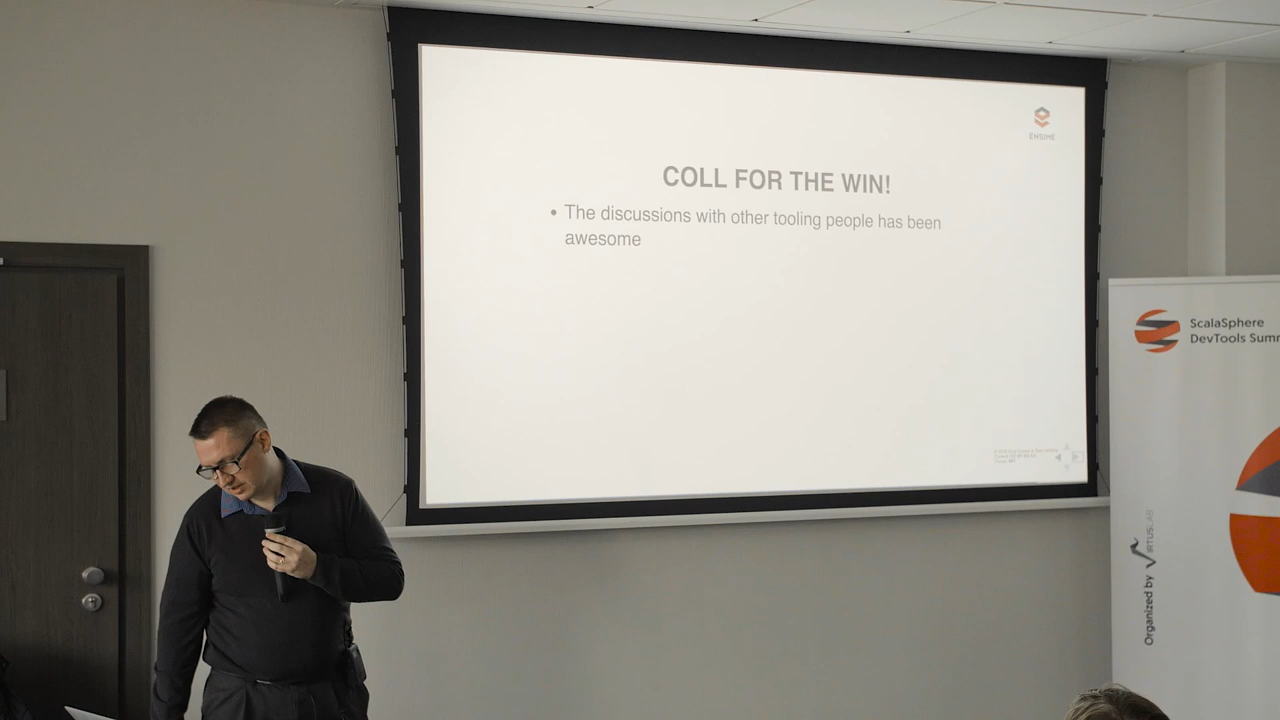 ENSIME
COLL FOR THE WIN!
• The discussions with other tooling people has been
awesome
ScalaSphere
DevTools Summ
Organized by VIRTUSLAB